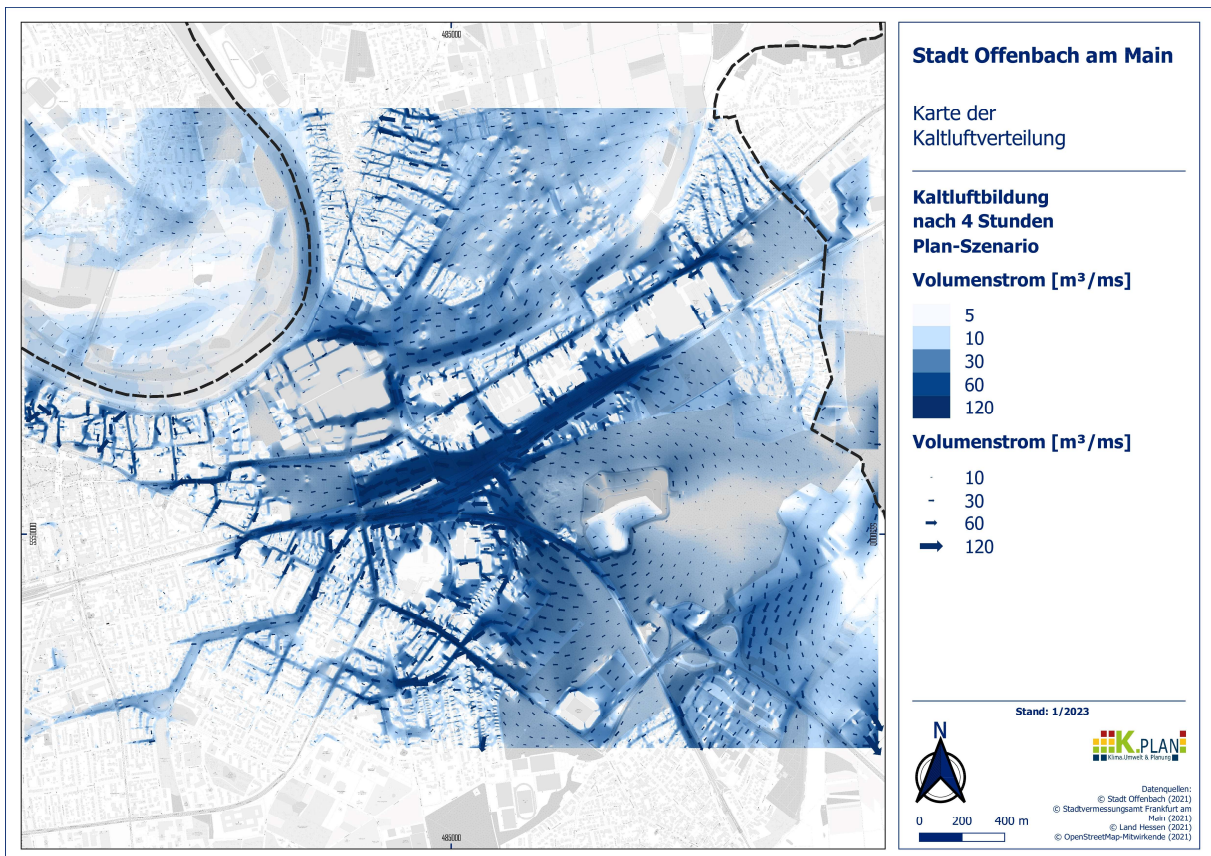 485000
5550000
485000
Stadt Offenbach am Main
Karte der
Kaltluftverteilung
Kaltluftbildung
nach 4 Stunden
Plan-Szenario
Volumenstrom [m³/ms]
5
10
30
60
120
Volumenstrom [m³/ms]
10
30
60
120
Stand: 1/2023
N
K.PLAN
Klima.Umwelt & Planung
0 200 400 m
Datenquellen:
© Stadt Offenbach (2021)
© Stadtvermessungsamt Frankfurt am
Main (2021)
© Land Hessen (2021)
© OpenStreetMap-Mitwirkende (2021)